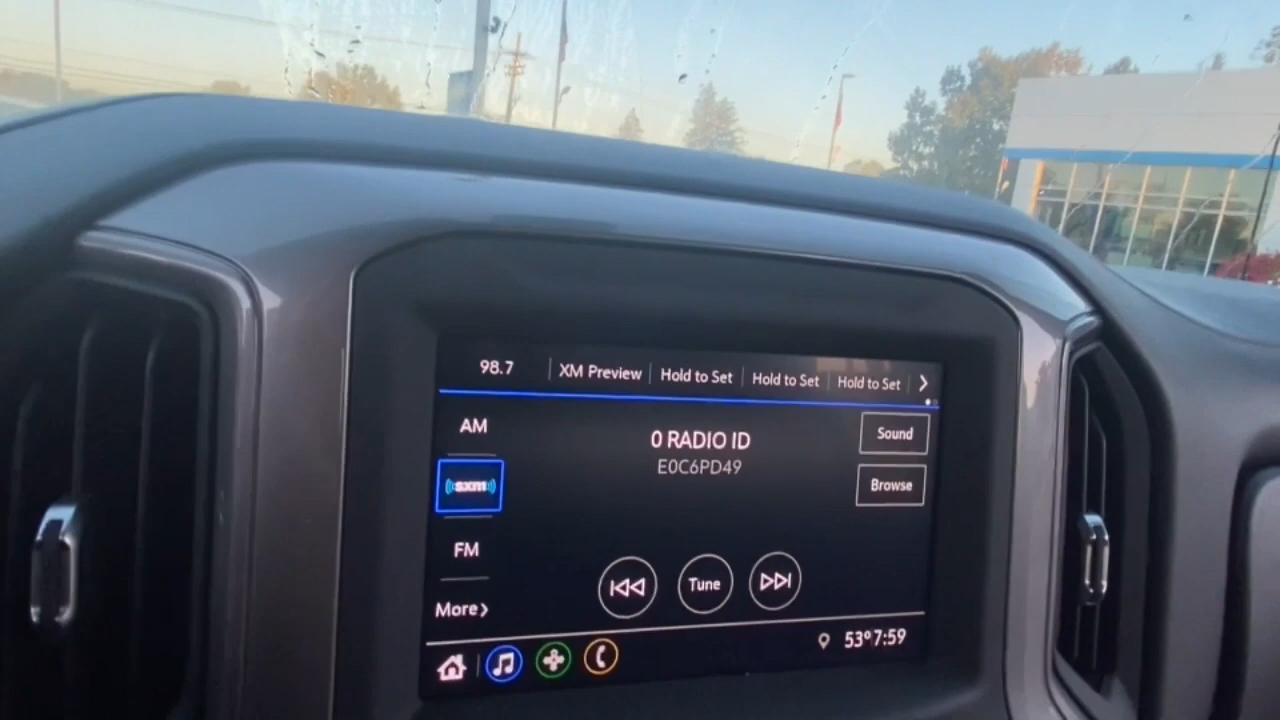 98.7
XM Preview
Hold to Set
Hold to Set
Hold to Set
AM
sxm
FM
More
0 RADIO ID
E0C6PD49
Sound
Browse
Tune
53° 7:59